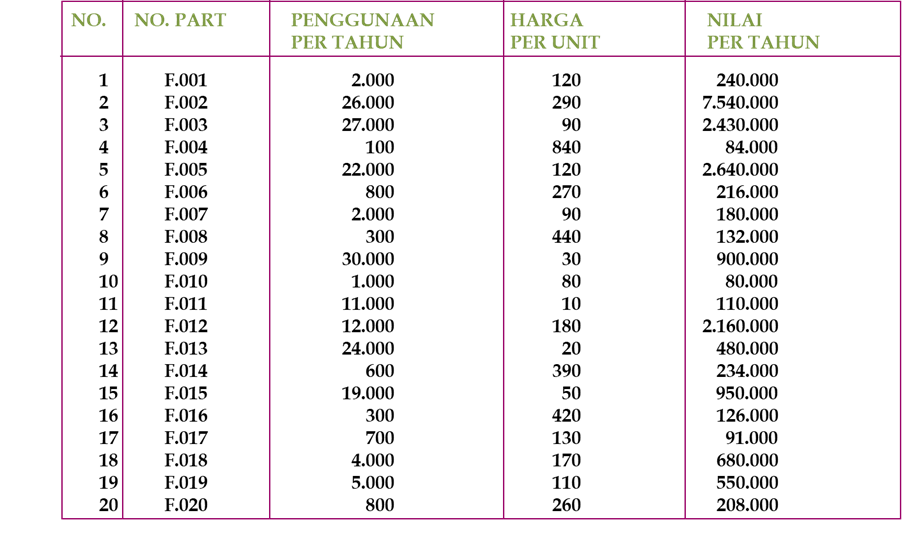 NO. NO. PART PENGGUNAAN HARGA NILAI
PER TAHUN PER UNIT PER TAHUN
1 F.001 2.000 120 240.000
2 F.002 26.000 290 7.540.000
3 F.003 27.000 90 2.430.000
4 F.004 100 840 84.000
5 F.005 22.000 120 2.640.000
6 F.006 800 270 216.000
7 F.007 2.000 90 180.000
8 F.008 300 440 132.000
9 F.009 30.000 30 900.000
10 F.010 1.000 80 80.000
11 F.011 11.000 10 110.000
12 F.012 12.000 180 2.160.000
13 F.013 24.000 20 480.000
14 F.014 600 390 234.000
15 F.015 19.000 50 950.000
16 F.016 300 420 126.000
17 F.017 700 130 91.000
18 F.018 4.000 170 680.000
19 F.019 5.000 110 550.000
20 F.020 800 260 208.000